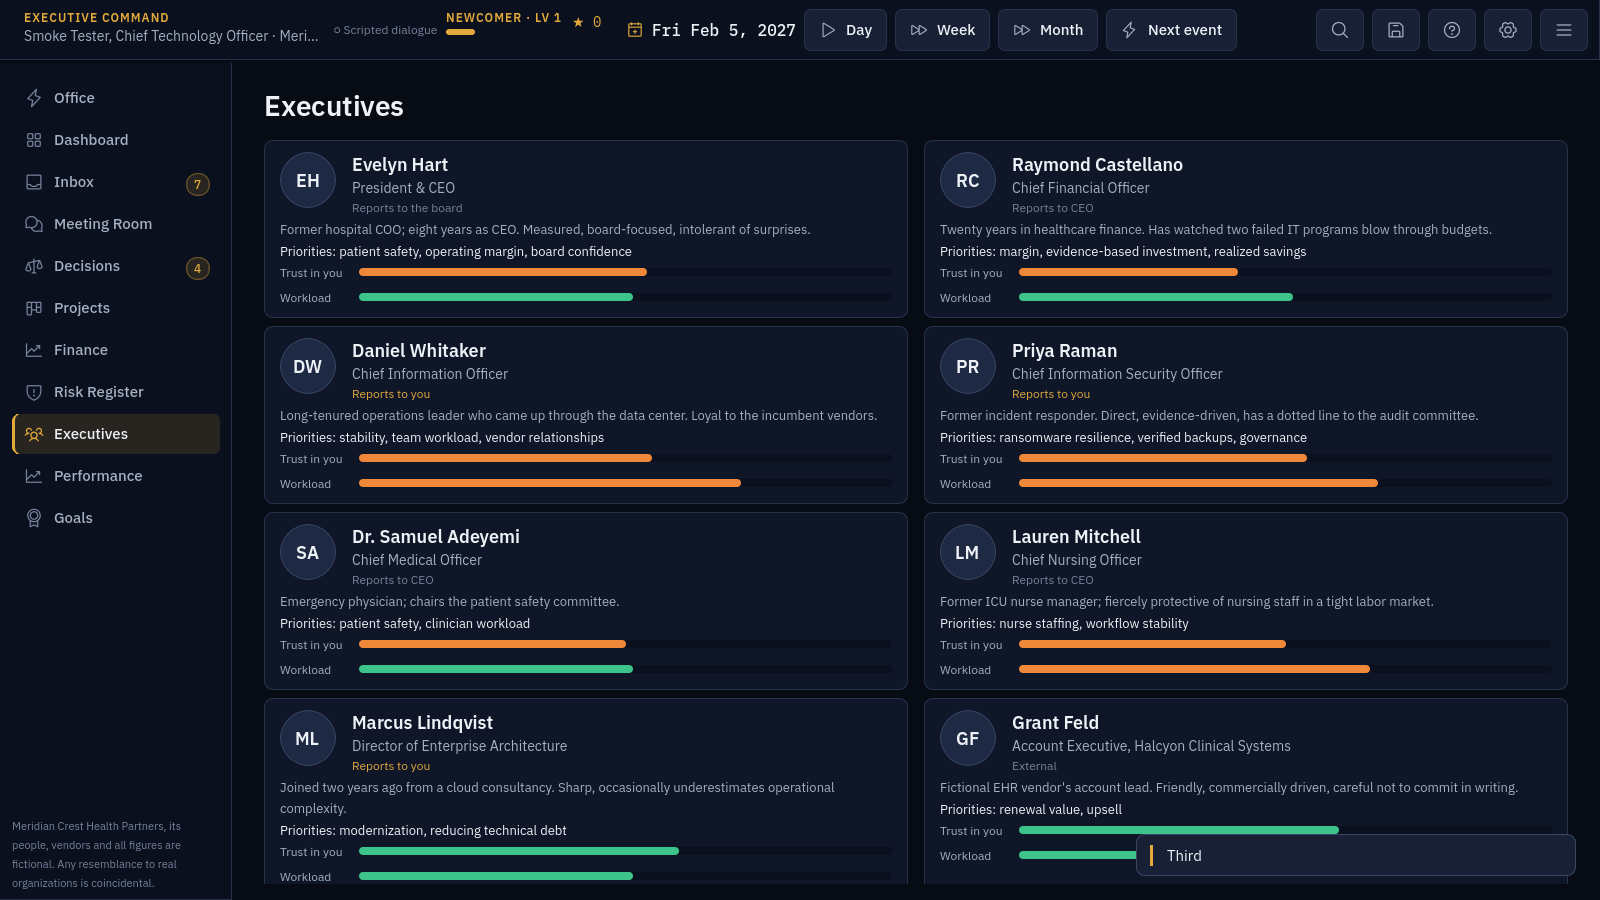 EXECUTIVE COMMAND
Smoke Tester, Chief Technology Officer · Meri...
Scripted dialogue
NEWCOMER · LV 1
★ 0
Fri Feb 5, 2027
Day
Week
Month
Next event
Office
Dashboard
Inbox
7
Meeting Room
Decisions
4
Projects
Finance
Risk Register
Executives
Performance
Goals
Meridian Crest Health Partners, its
people, vendors and all figures are
fictional. Any resemblance to real
organizations is coincidental.
Executives
EH
Evelyn Hart
President & CEO
Reports to the board
Former hospital COO; eight years as CEO. Measured, board-focused, intolerant of surprises.
Priorities: patient safety, operating margin, board confidence
Trust in you
Workload
RC
Raymond Castellano
Chief Financial Officer
Reports to CEO
Twenty years in healthcare finance. Has watched two failed IT programs blow through budgets.
Priorities: margin, evidence-based investment, realized savings
Trust in you
Workload
DW
Daniel Whitaker
Chief Information Officer
Reports to you
Long-tenured operations leader who came up through the data center. Loyal to the incumbent vendors.
Priorities: stability, team workload, vendor relationships
Trust in you
Workload
PR
Priya Raman
Chief Information Security Officer
Reports to you
Former incident responder. Direct, evidence-driven, has a dotted line to the audit committee.
Priorities: ransomware resilience, verified backups, governance
Trust in you
Workload
SA
Dr. Samuel Adeyemi
Chief Medical Officer
Reports to CEO
Emergency physician; chairs the patient safety committee.
Priorities: patient safety, clinician workload
Trust in you
Workload
LM
Lauren Mitchell
Chief Nursing Officer
Reports to CEO
Former ICU nurse manager; fiercely protective of nursing staff in a tight labor market.
Priorities: nurse staffing, workflow stability
Trust in you
Workload
ML
Marcus Lindqvist
Director of Enterprise Architecture
Reports to you
Joined two years ago from a cloud consultancy. Sharp, occasionally underestimates operational
complexity.
Priorities: modernization, reducing technical debt
Trust in you
Workload
GF
Grant Feld
Account Executive, Halcyon Clinical Systems
External
Fictional EHR vendor's account lead. Friendly, commercially driven, careful not to commit in writing.
Priorities: renewal value, upsell
Trust in you
Workload
Third